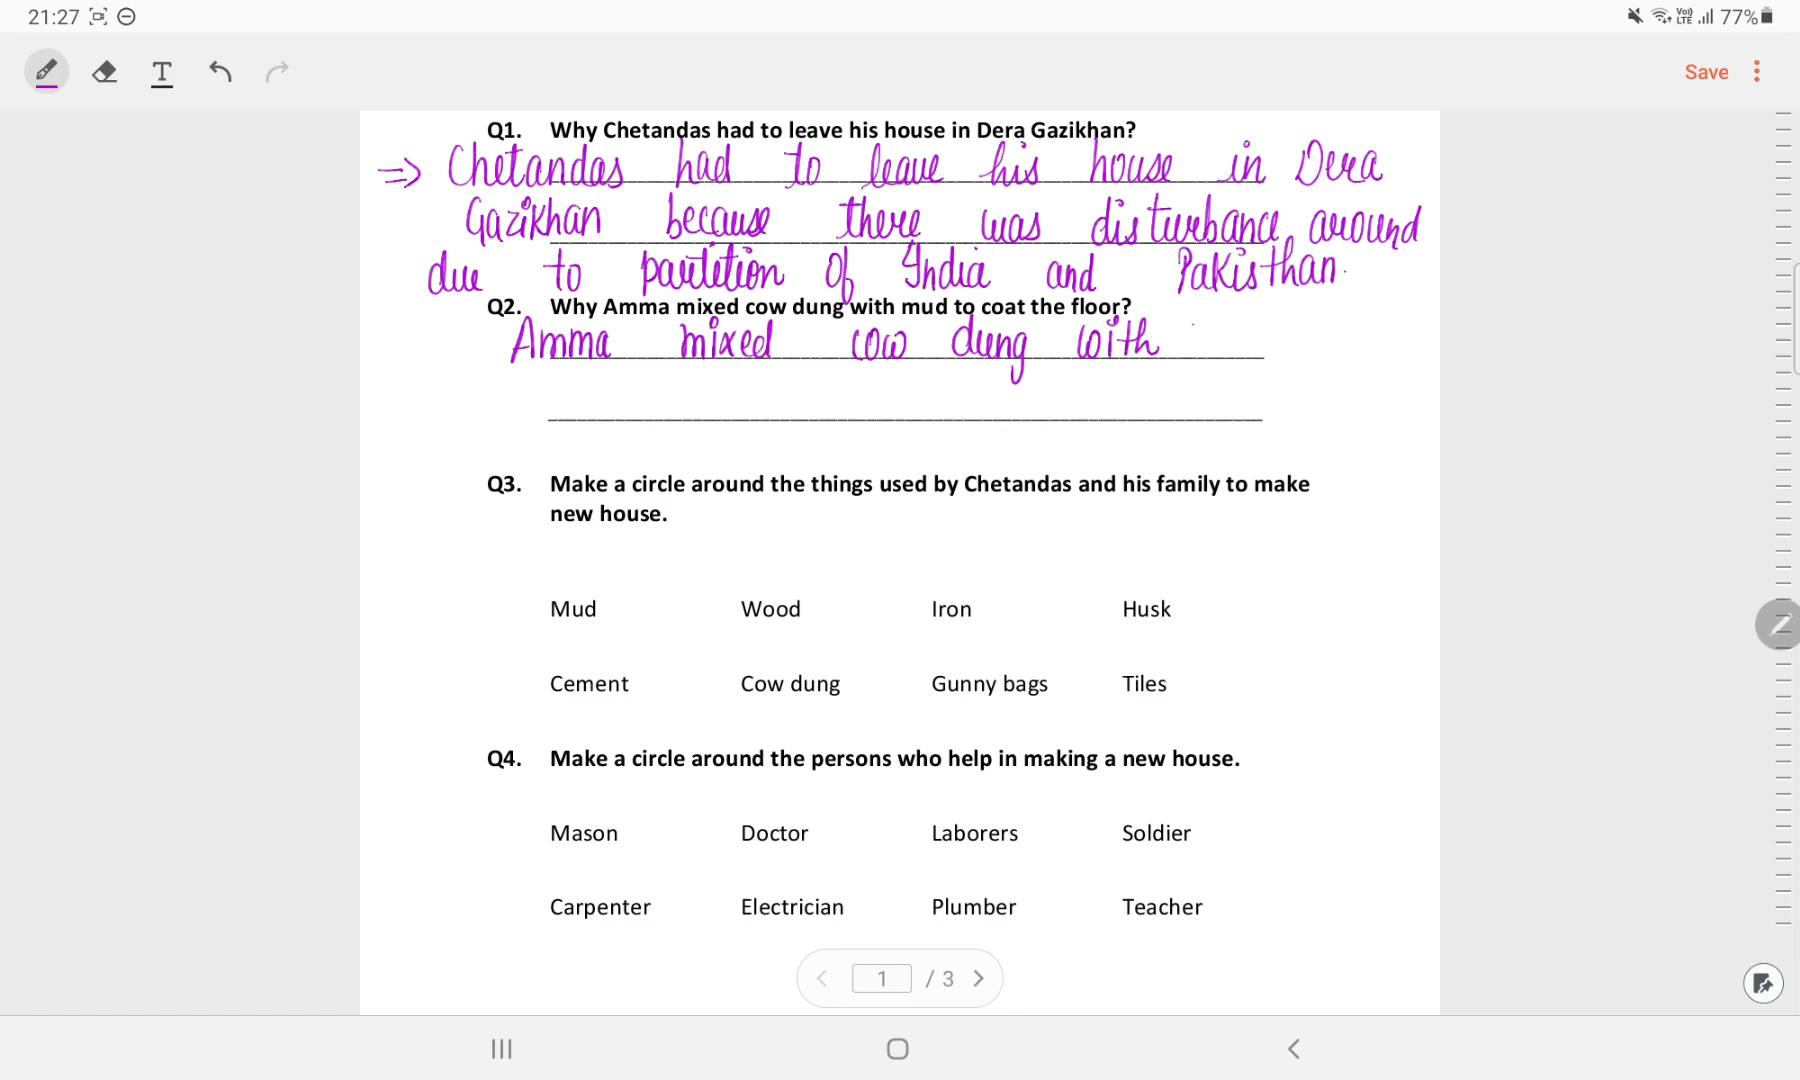 21:27
Vo)) LTE 77%
T
Save
Q1. Why Chetandas had to leave his house in Dera Gazikhan?
⇒ Chetandas had to leave his house in Dera
Gazikhan because there was disturbance around
due to partition of India and Pakisthan.
Q2. Why Amma mixed cow dung with mud to coat the floor?
Amma mixed cow dung with
Q3. Make a circle around the things used by Chetandas and his family to make
new house.
Mud Wood Iron Husk
Cement Cow dung Gunny bags Tiles
Q4. Make a circle around the persons who help in making a new house.
Mason Doctor Laborers Soldier
Carpenter Electrician Plumber Teacher
1 / 3